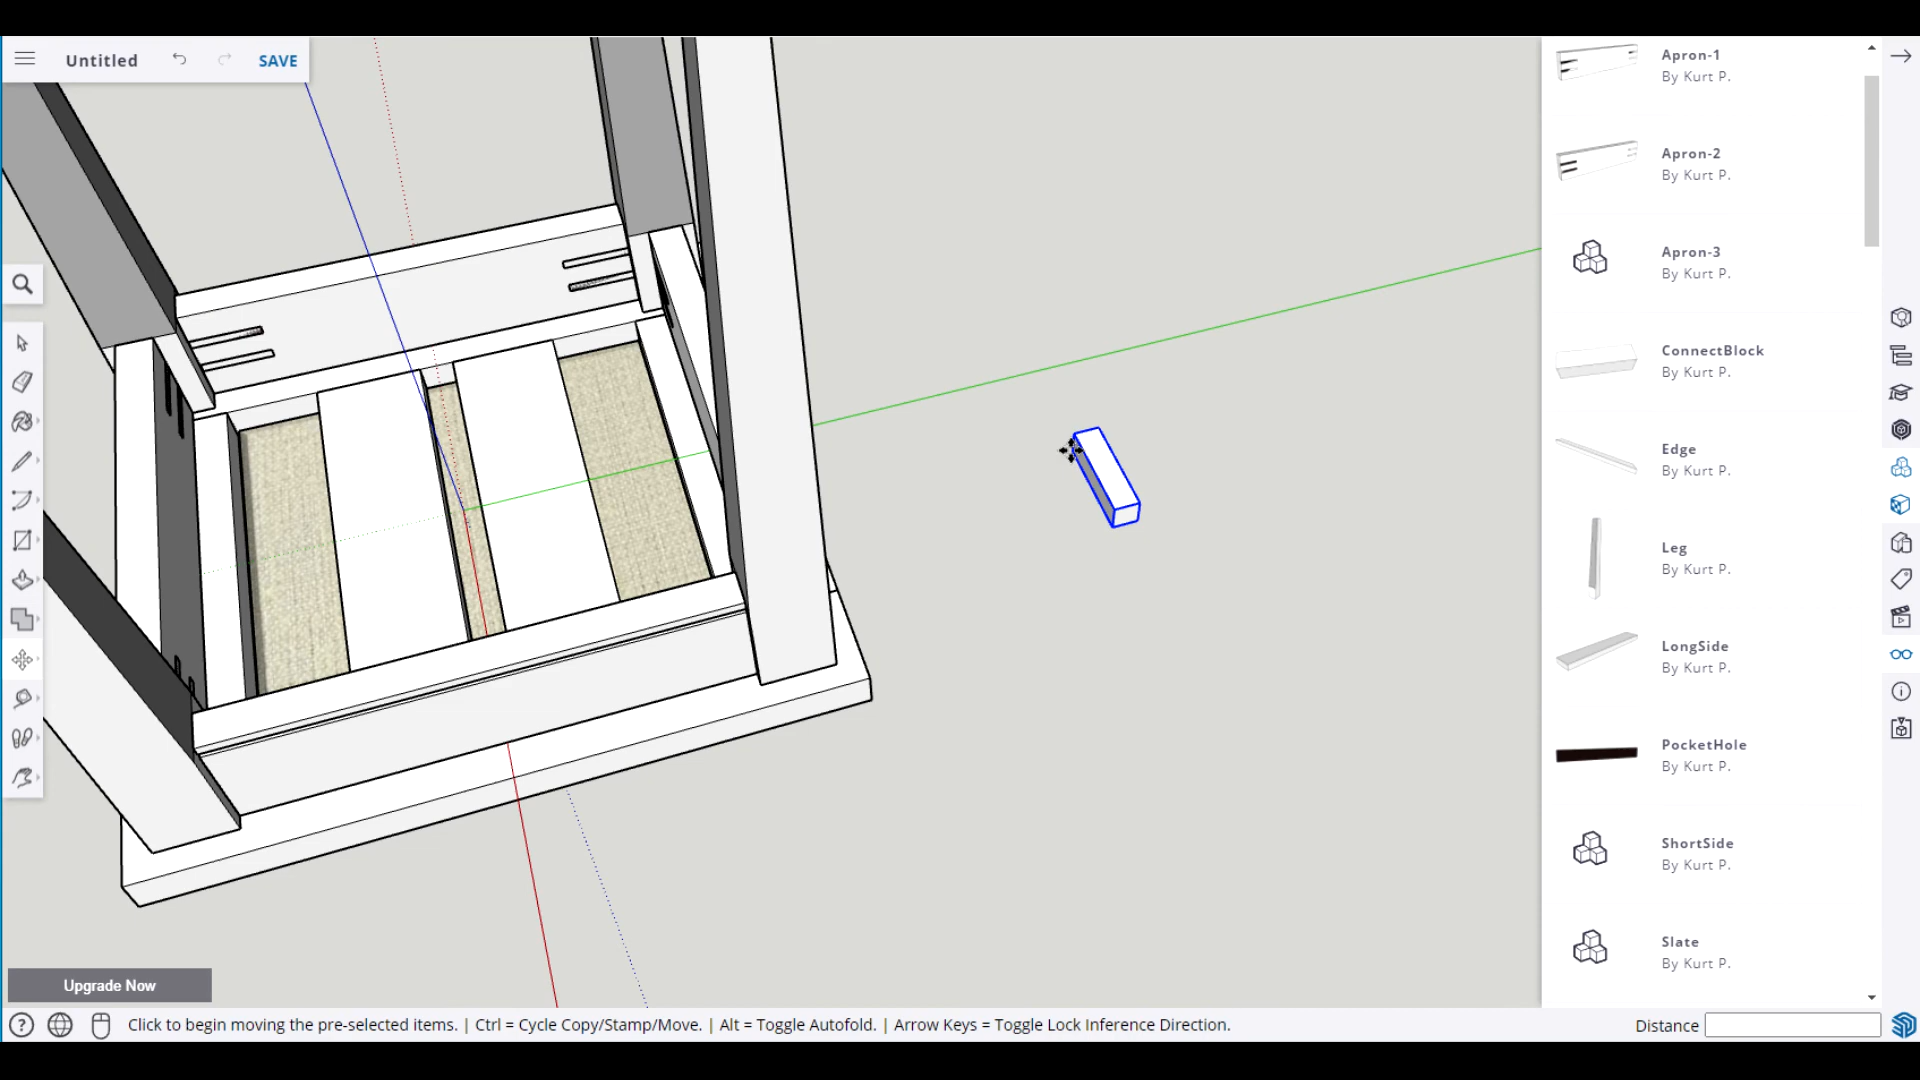 Untitled
SAVE
Apron-1
By Kurt P.
Apron-2
By Kurt P.
Apron-3
By Kurt P.
ConnectBlock
By Kurt P.
Edge
By Kurt P.
Leg
By Kurt P.
LongSide
By Kurt P.
PocketHole
By Kurt P.
ShortSide
By Kurt P.
Slate
By Kurt P.
Upgrade Now
Click to begin moving the pre-selected items. | Ctrl = Cycle Copy/Stamp/Move. | Alt = Toggle Autofold. | Arrow Keys = Toggle Lock Inference Direction.
Distance